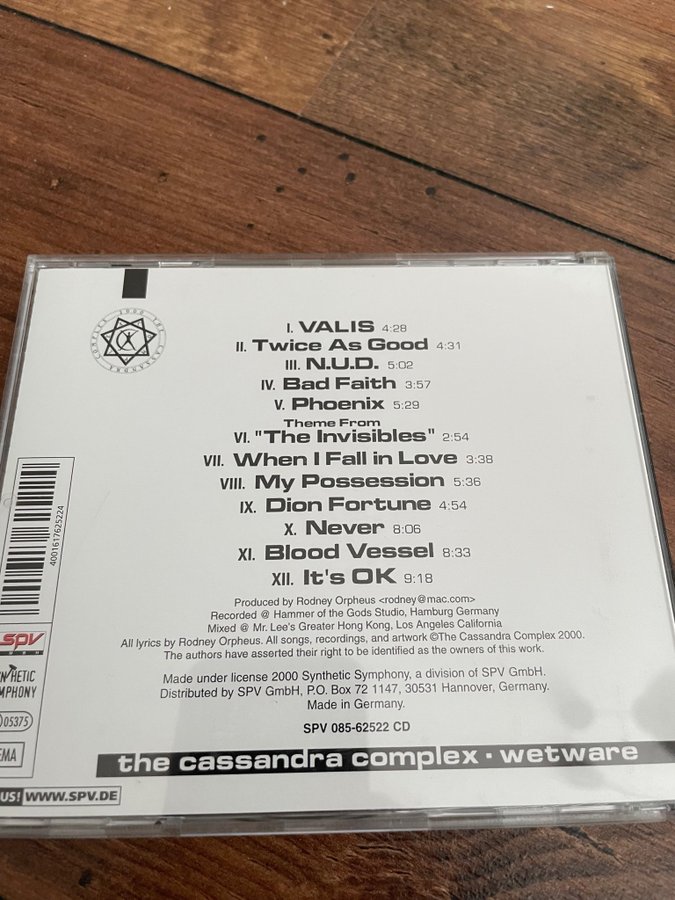 2000 THE CASSANDRA COMPLEX
I. VALIS 4:28
II. Twice As Good 4:31
III. N.U.D. 5:02
IV. Bad Faith 3:57
V. Phoenix 5:29
Theme From
VI. "The Invisibles" 2:54
VII. When I Fall in Love 3:38
VIII. My Possession 5:36
IX. Dion Fortune 4:54
X. Never 8:06
XI. Blood Vessel 8:33
XII. It's OK 9:18
Produced by Rodney Orpheus <rodney@mac.com>
Recorded @ Hammer of the Gods Studio, Hamburg Germany
Mixed @ Mr. Lee's Greater Hong Kong, Los Angeles California
All lyrics by Rodney Orpheus. All songs, recordings, and artwork ©The Cassandra Complex 2000.
The authors have asserted their right to be identified as the owners of this work.
Made under license 2000 Synthetic Symphony, a division of SPV GmbH.
Distributed by SPV GmbH, P.O. Box 72 1147, 30531 Hannover, Germany.
Made in Germany.
SPV 085-62522 CD
the cassandra complex · wetware
4001617625224
SPV
05375
US! WWW.SPV.DE